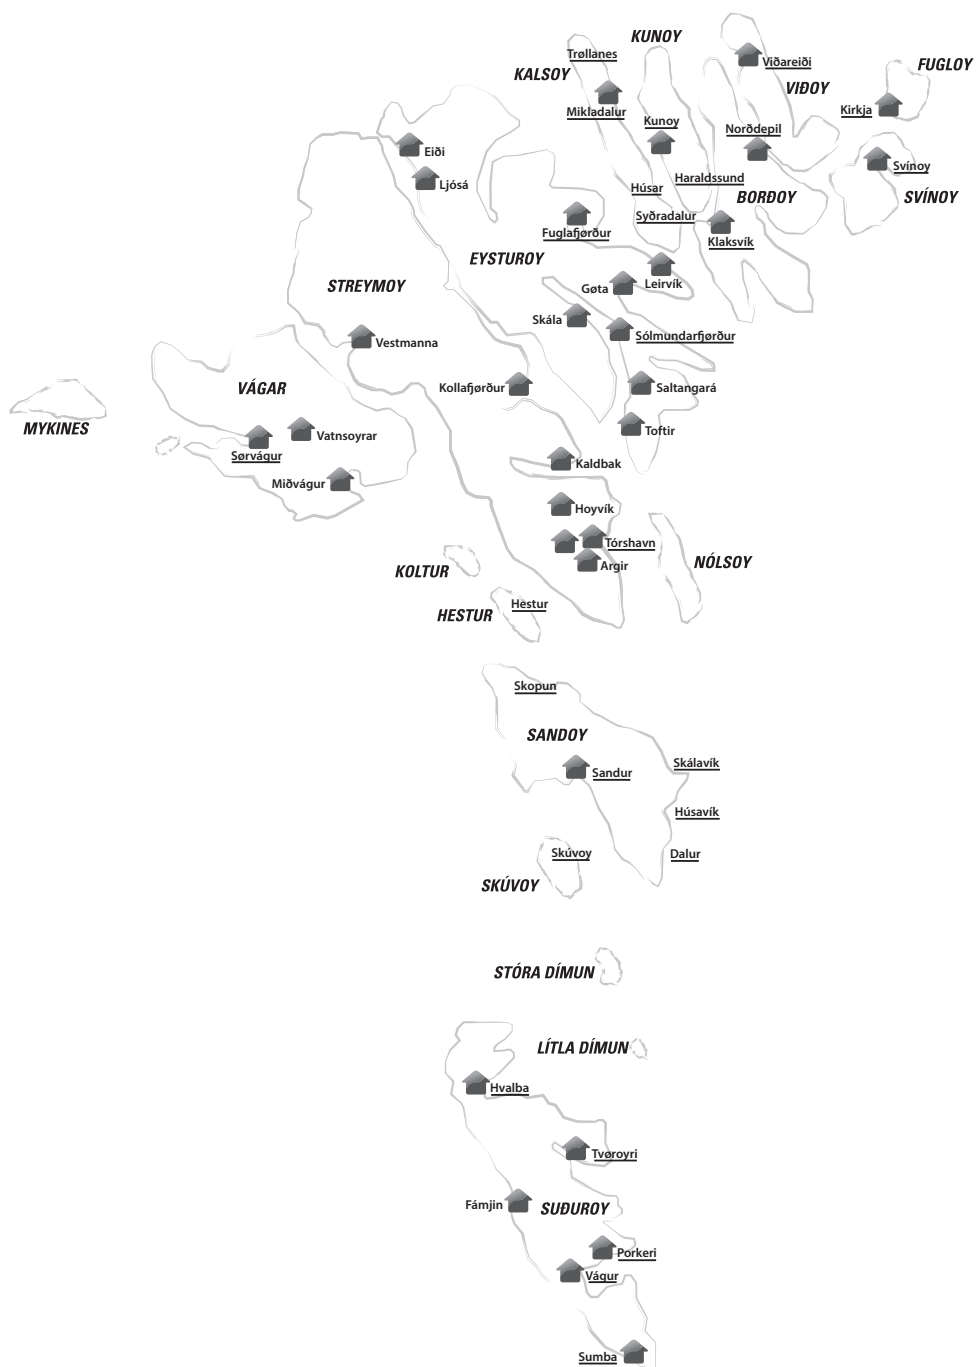 KUNOY
Trøllanes
Viðareiði
FUGLOY
KALSOY
VIÐOY
Kirkja
Mikladalur
Kunoy
Norðdepil
Eiði
Svínoy
Ljósá
Haraldssund
Húsar
BORÐOY
SVÍNOY
Syðradalur
Fuglafjørður
Klaksvík
EYSTUROY
STREYMOY
Gøta
Leirvík
Skála
Sólmundarfjørður
Vestmanna
VÁGAR
Kollafjørður
Saltangará
MYKINES
Vatnsoyrar
Toftir
Sørvágur
Kaldbak
Miðvágur
Hoyvík
Tórshavn
NÓLSOY
Argir
KOLTUR
Hestur
HESTUR
Skopun
SANDOY
Skálavík
Sandur
Húsavík
Skúvoy
Dalur
SKÚVOY
STÓRA DÍMUN
LÍTLA DÍMUN
Hvalba
Tvøroyri
Fámjin
SUÐUROY
Porkeri
Vágur
Sumba